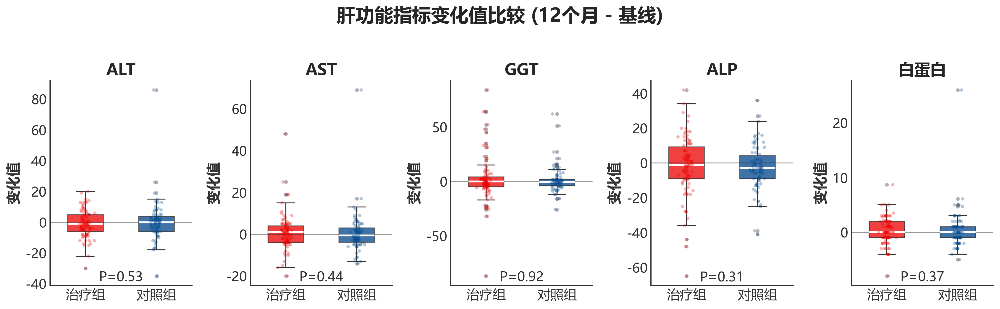 肝功能指标变化值比较 (12个月 - 基线)
ALT
变化值
80
60
40
20
0
-20
-40
P=0.53
治疗组
对照组
AST
变化值
60
40
20
0
-20
P=0.44
治疗组
对照组
GGT
变化值
50
0
-50
P=0.92
治疗组
对照组
ALP
变化值
40
20
0
-20
-40
-60
P=0.31
治疗组
对照组
白蛋白
变化值
20
10
0
P=0.37
治疗组
对照组